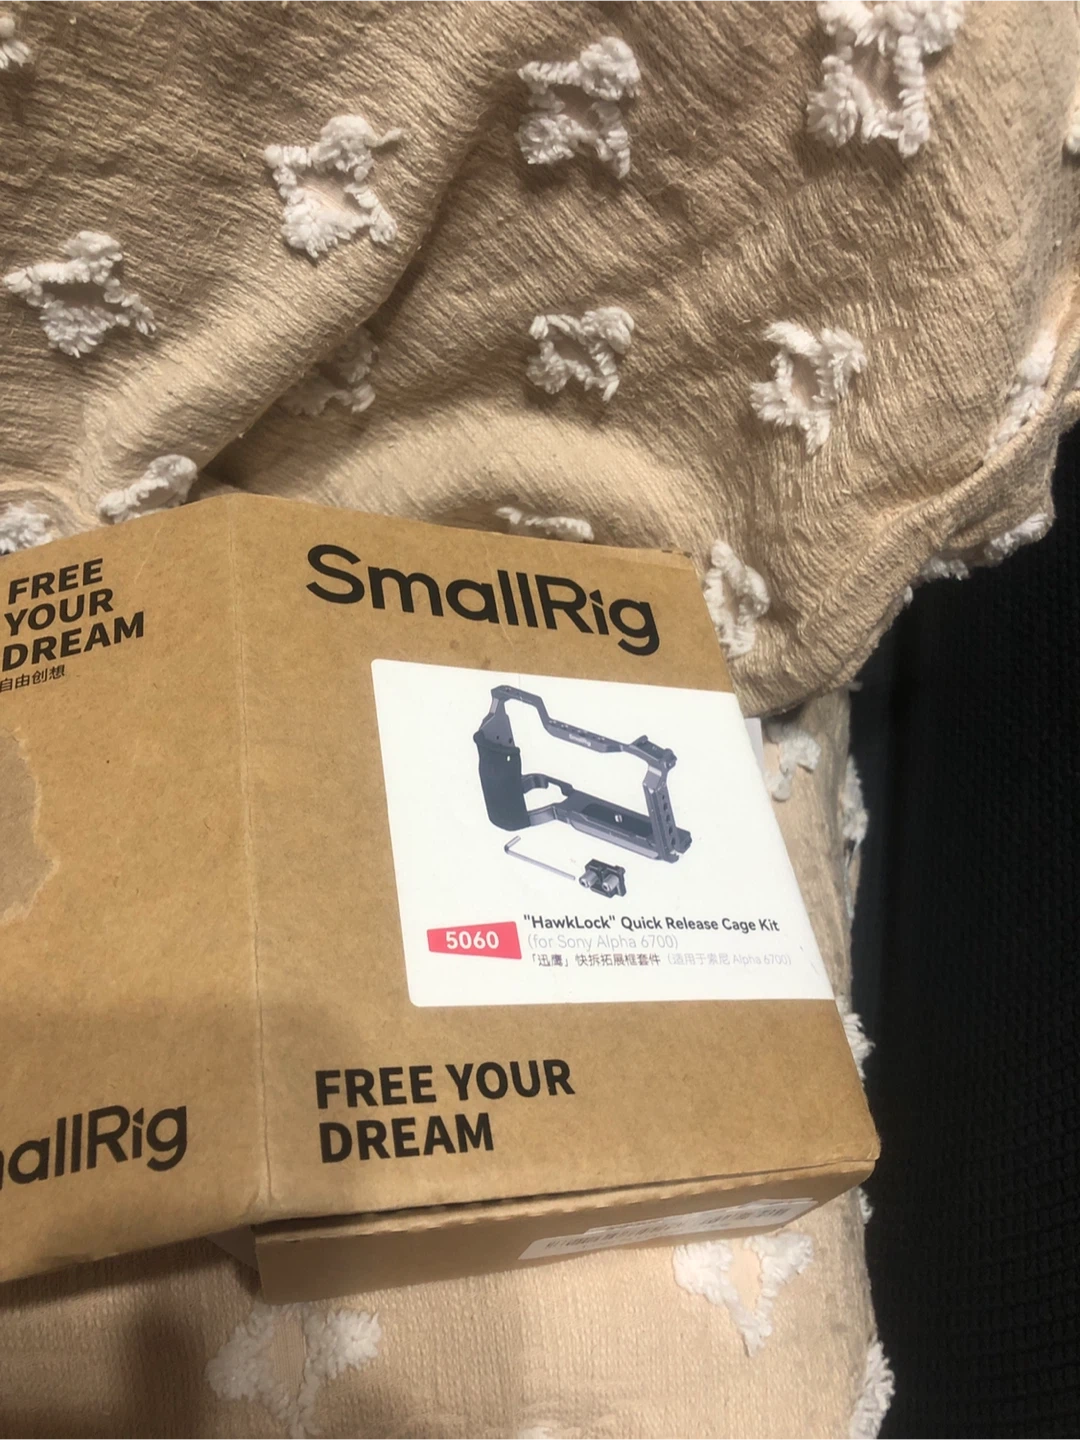 FREE
YOUR
DREAM
自由创想
SmallRig
"HawkLock" Quick Release Cage Kit
5060
(for Sony Alpha 6700)
「迅鹰」快拆拓展框套件（适用于索尼 Alpha 6700）
FREE YOUR
DREAM
allRig